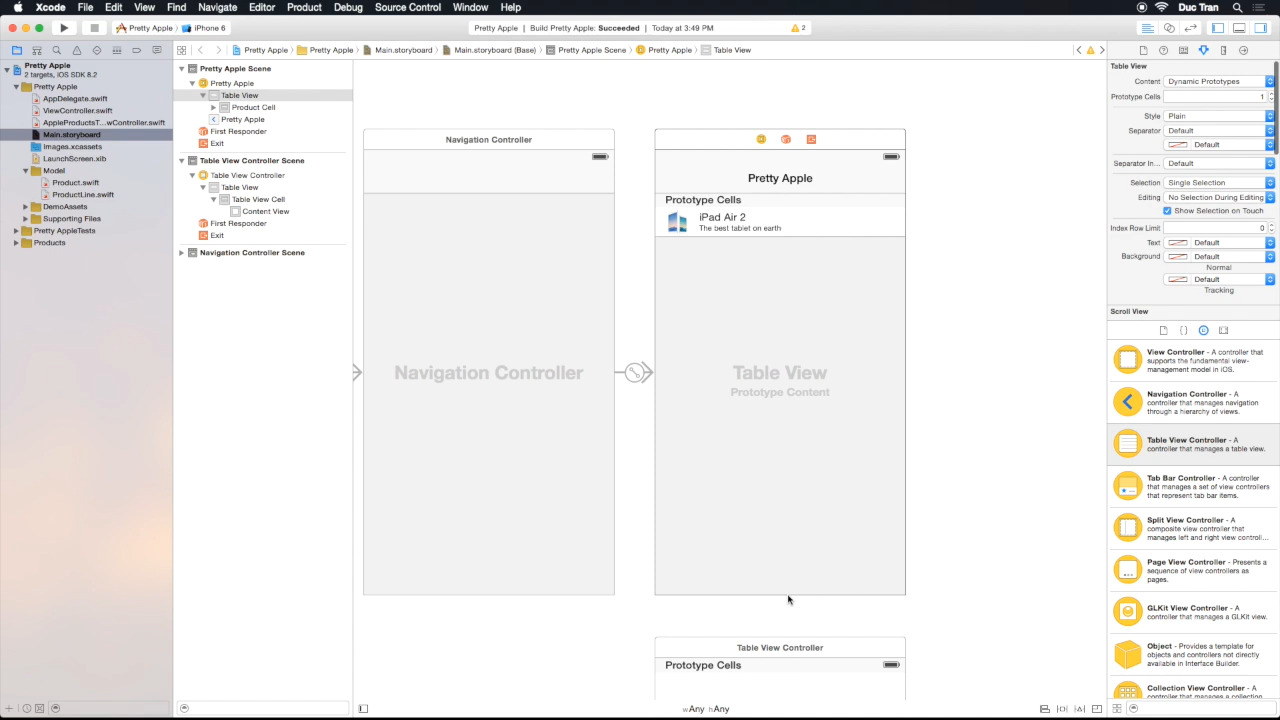 Xcode File Edit View Find Navigate Editor Product Debug Source Control Window Help
Duc Tran
Pretty Apple iPhone 6
Pretty Apple Build Pretty Apple: Succeeded Today at 3:49 PM 2
Pretty Apple Pretty Apple Main.storyboard Main.storyboard (Base) Pretty Apple Scene Pretty Apple Table View
Pretty Apple
2 targets, iOS SDK 8.2
Pretty Apple
AppDelegate.swift
ViewController.swift
AppleProductsT...wController.swift
Main.storyboard
Images.xcassets
LaunchScreen.xib
Model
Product.swift
ProductLine.swift
DemoAssets
Supporting Files
Pretty AppleTests
Products
Pretty Apple Scene
Pretty Apple
Table View
Product Cell
Pretty Apple
First Responder
Exit
Table View Controller Scene
Table View Controller
Table View
Table View Cell
Content View
First Responder
Exit
Navigation Controller Scene
Navigation Controller
Navigation Controller
Pretty Apple
Prototype Cells
iPad Air 2
The best tablet on earth
Table View
Prototype Content
Table View Controller
Prototype Cells
wAny hAny
Table View
Content Dynamic Prototypes
Prototype Cells 1
Style Plain
Separator Default
Default
Separator In... Default
Selection Single Selection
Editing No Selection During Editing
Show Selection on Touch
Index Row Limit 0
Text Default
Background Default
Normal
Default
Tracking
Scroll View
View Controller - A controller that
supports the fundamental view-
management model in iOS.
Navigation Controller - A
controller that manages navigation
through a hierarchy of views.
Table View Controller - A
controller that manages a table view.
Tab Bar Controller - A controller
that manages a set of view controllers
that represent tab bar items.
Split View Controller - A
composite view controller that
manages left and right view controll...
Page View Controller - Presents a
sequence of view controllers as
pages.
GLKit View Controller - A
controller that manages a GLKit view.
Object - Provides a template for
objects and controllers not directly
available in Interface Builder.
Collection View Controller - A
controller that manages a collection